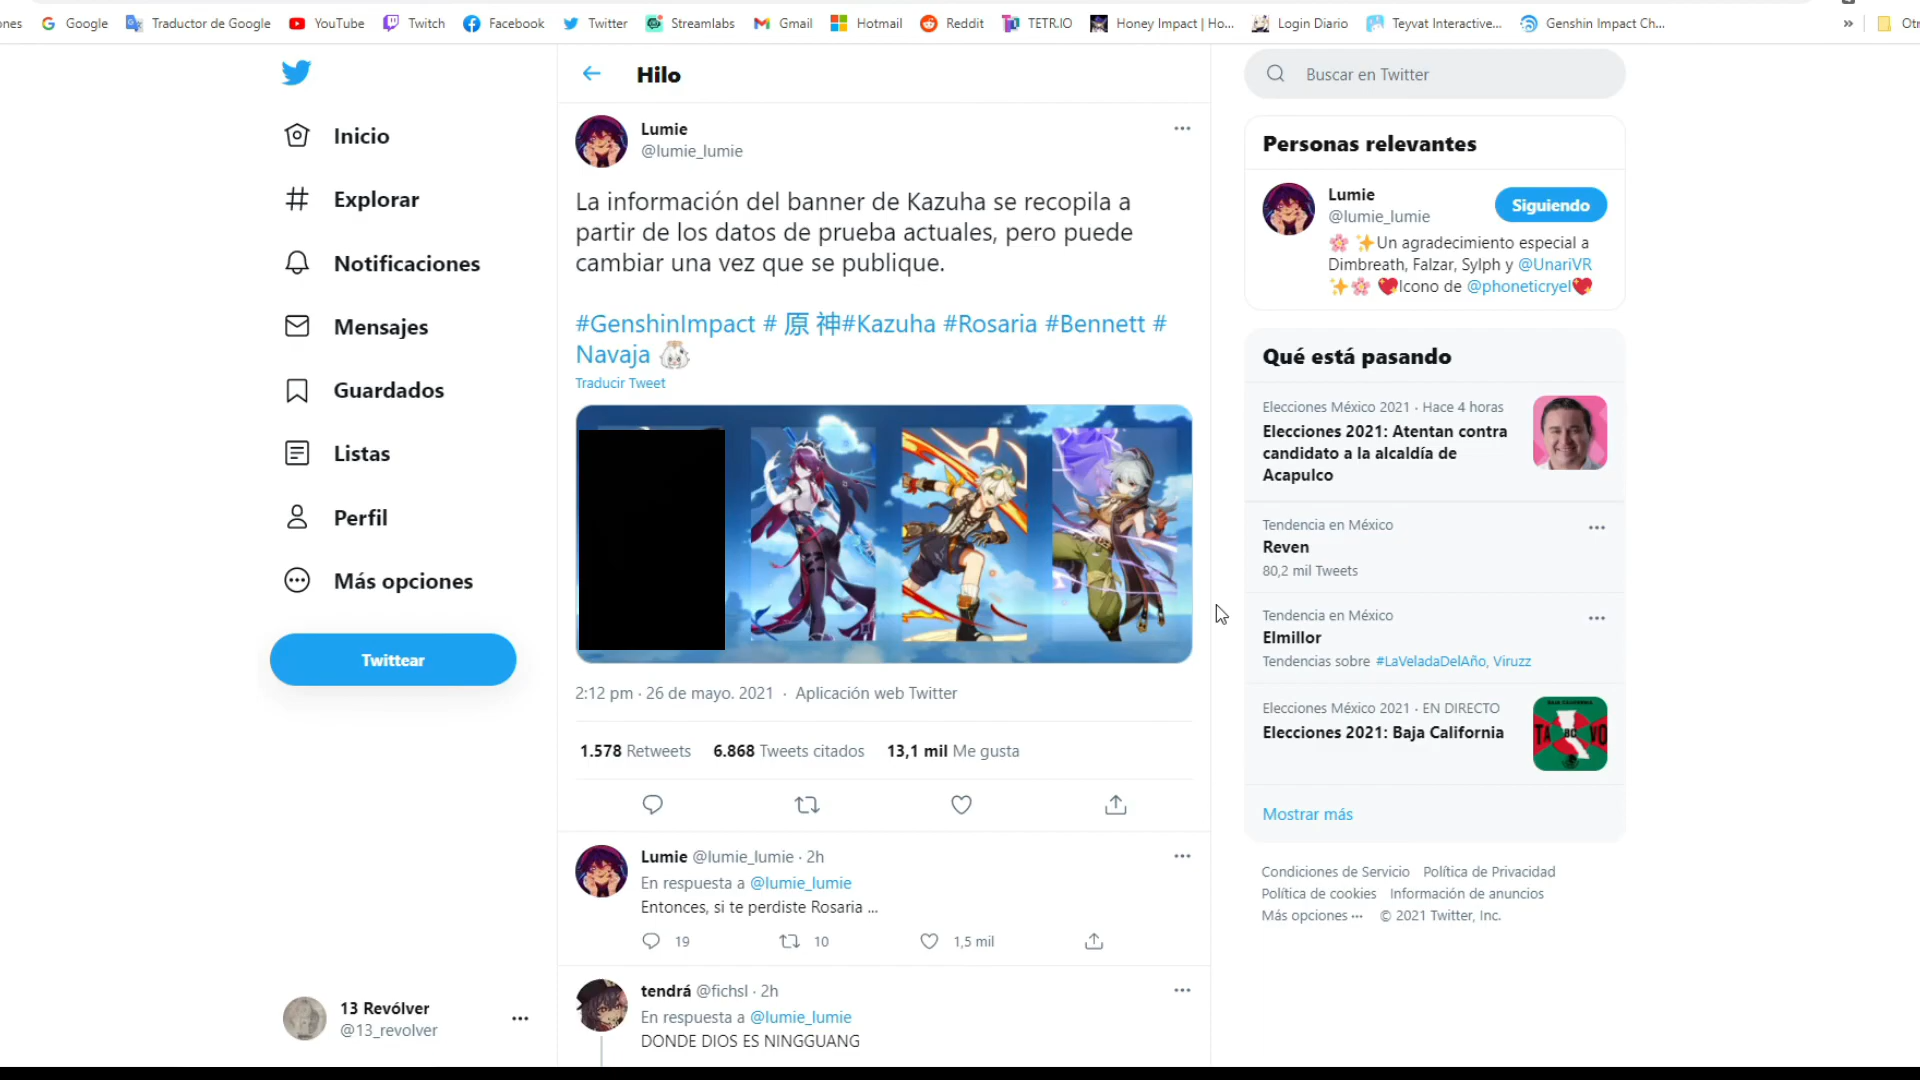 ones
Google
Traductor de Google
YouTube
Twitch
Facebook
Twitter
Streamlabs
Gmail
Hotmail
Reddit
TETR.IO
Honey Impact | Ho...
Login Diario
Teyvat Interactive...
Genshin Impact Ch...
»
Otr
Inicio
Explorar
Notificaciones
Mensajes
Guardados
Listas
Perfil
Más opciones
Twittear
13 Revólver
@13_revolver
Hilo
Lumie
@lumie_lumie
La información del banner de Kazuha se recopila a
partir de los datos de prueba actuales, pero puede
cambiar una vez que se publique.
#GenshinImpact # 原 神#Kazuha #Rosaria #Bennett #
Navaja
Traducir Tweet
2:12 pm · 26 de mayo. 2021 · Aplicación web Twitter
1.578 Retweets 6.868 Tweets citados 13,1 mil Me gusta
Lumie @lumie_lumie · 2h
En respuesta a @lumie_lumie
Entonces, si te perdiste Rosaria ...
19 10 1,5 mil
tendrá @fichsl · 2h
En respuesta a @lumie_lumie
DONDE DIOS ES NINGGUANG
Buscar en Twitter
Personas relevantes
Lumie
@lumie_lumie
Siguiendo
🌸 ✨Un agradecimiento especial a
Dimbreath, Falzar, Sylph y @UnariVR
✨🌸 💖Icono de @phoneticryel💖
Qué está pasando
Elecciones México 2021 · Hace 4 horas
Elecciones 2021: Atentan contra
candidato a la alcaldía de
Acapulco
Tendencia en México
Reven
80,2 mil Tweets
Tendencia en México
Elmillor
Tendencias sobre #LaVeladaDelAño, Viruzz
Elecciones México 2021 · EN DIRECTO
Elecciones 2021: Baja California
Mostrar más
Condiciones de Servicio Política de Privacidad
Política de cookies Información de anuncios
Más opciones ··· © 2021 Twitter, Inc.